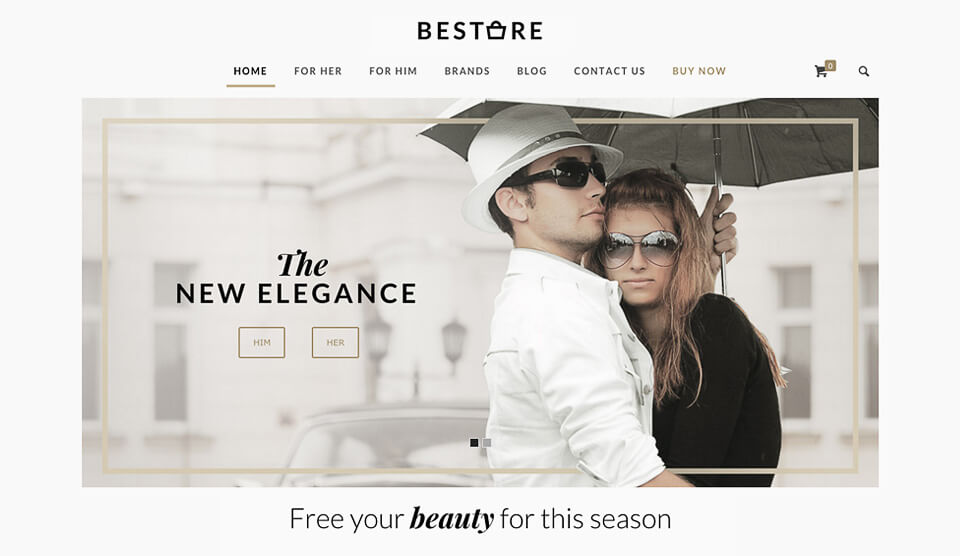 BESTORE
HOME FOR HER FOR HIM BRANDS BLOG CONTACT US BUY NOW 0
The
NEW ELEGANCE
HIM HER
Free your beauty for this season